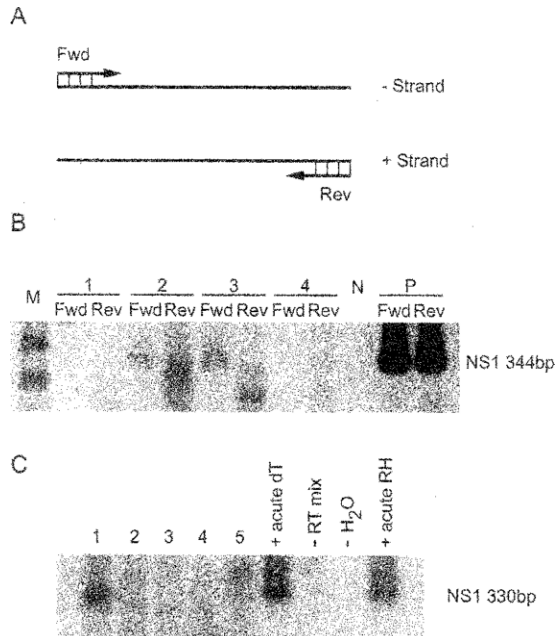 A
Fwd
- Strand
+ Strand
Rev
B
M 1 2 3 4 N P
Fwd Rev Fwd Rev Fwd Rev Fwd Rev Fwd Rev
NS1 344bp
C
1 2 3 4 5 + acute dT - RT mix - H2O + acute RH
NS1 330bp